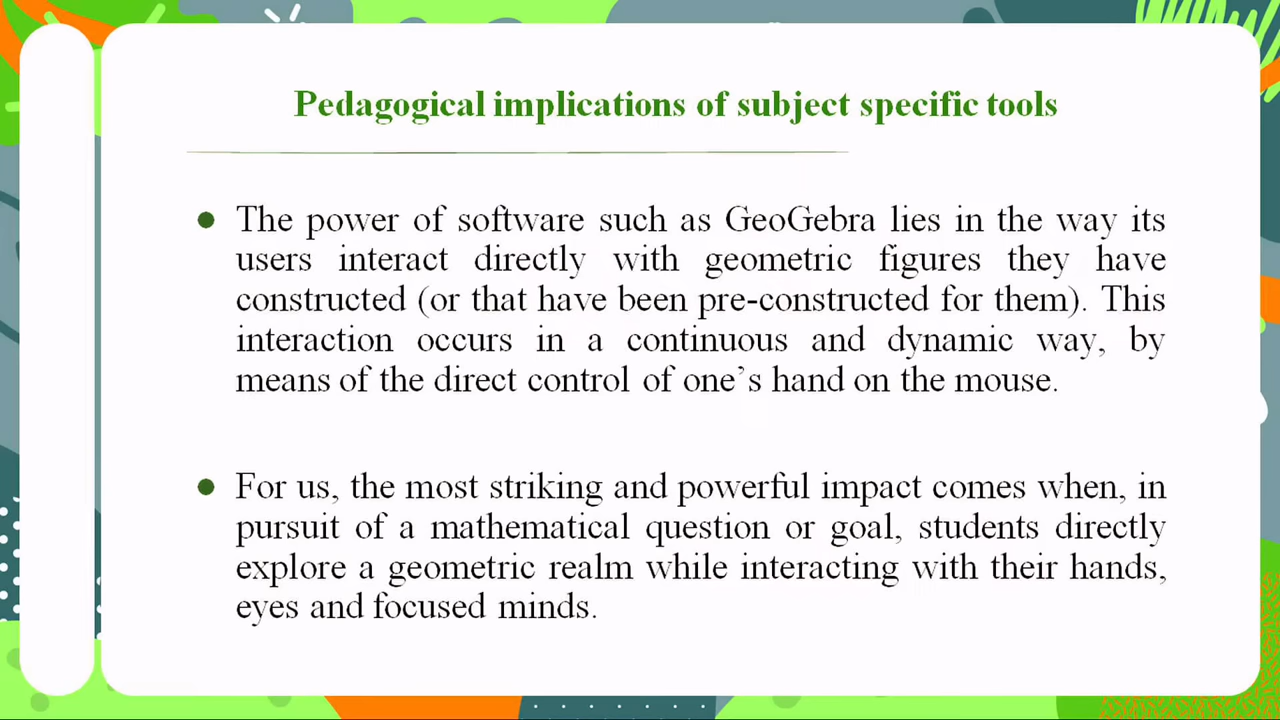 Pedagogical implications of subject specific tools
● The power of software such as GeoGebra lies in the way its
users interact directly with geometric figures they have
constructed (or that have been pre-constructed for them). This
interaction occurs in a continuous and dynamic way, by
means of the direct control of one’s hand on the mouse.
● For us, the most striking and powerful impact comes when, in
pursuit of a mathematical question or goal, students directly
explore a geometric realm while interacting with their hands,
eyes and focused minds.